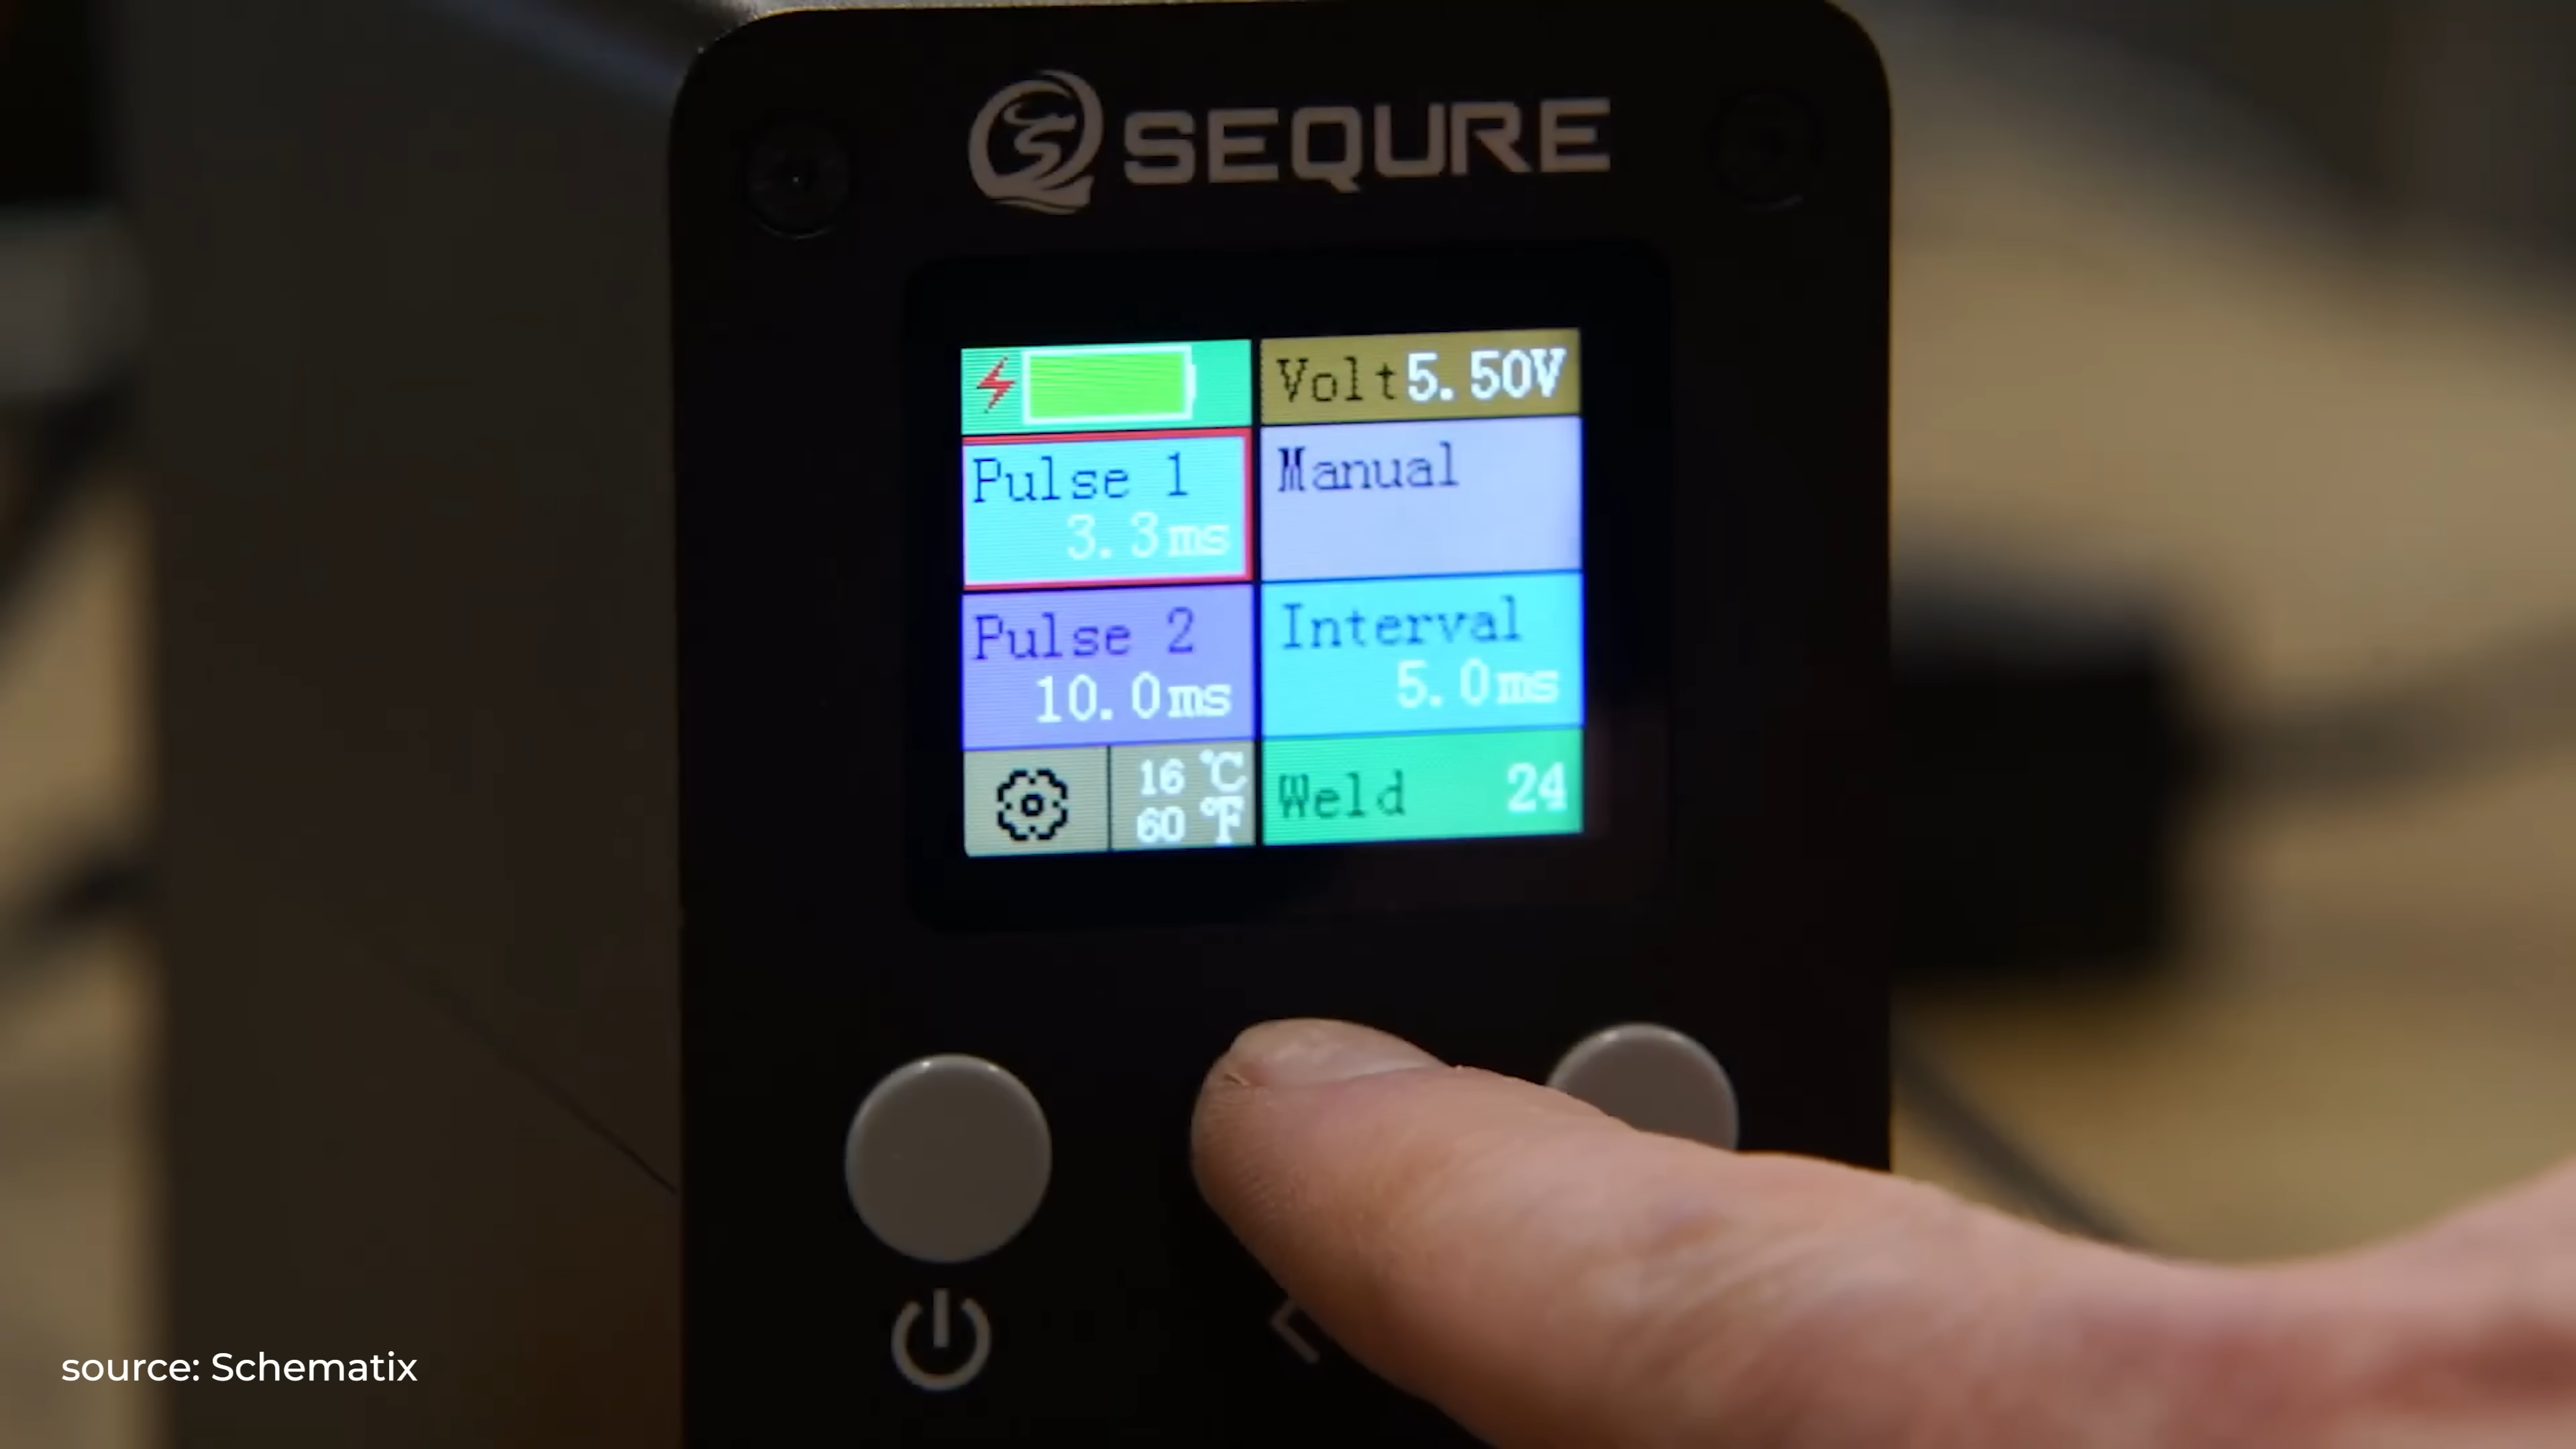 SEQURE
Volt 5.50V
Pulse 1
3.3ms
Manual
Pulse 2
10.0ms
Interval
5.0ms
16 °C
60 °F
Weld 24
source: Schematix